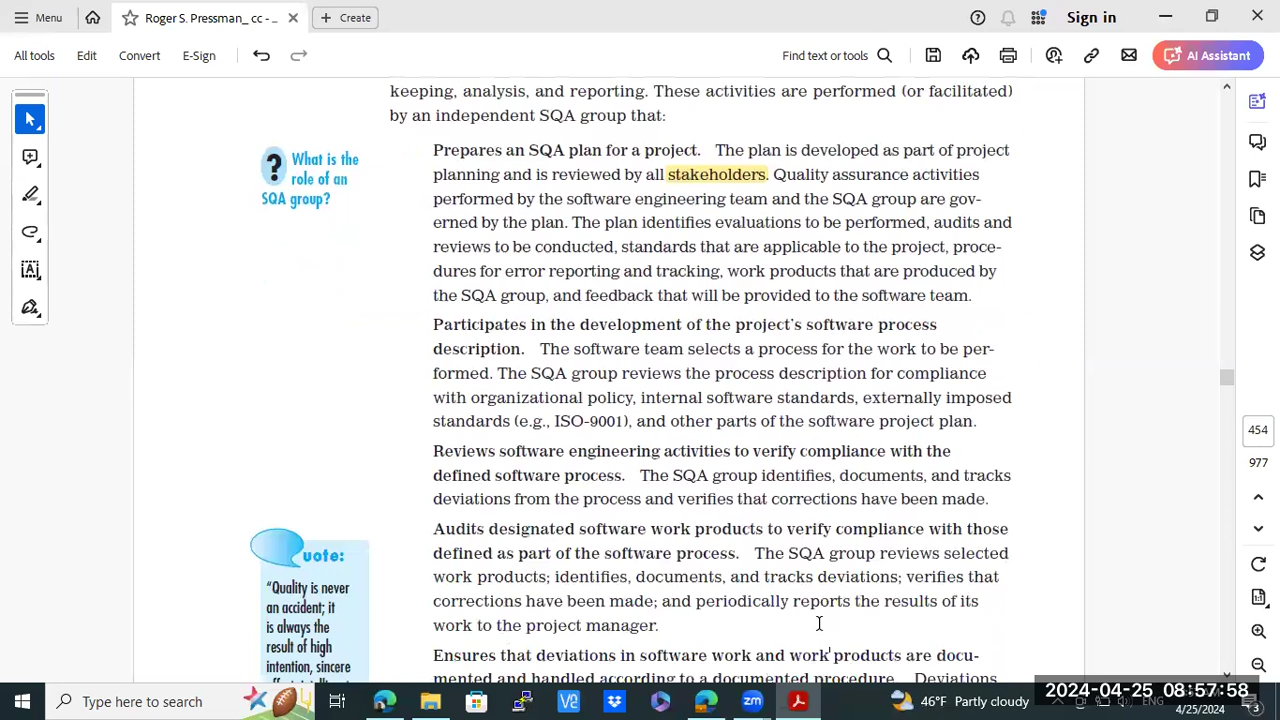 Menu
Roger S. Pressman_ cc - ...
Create
Sign in
All tools
Edit
Convert
E-Sign
Find text or tools
AI Assistant
keeping, analysis, and reporting. These activities are performed (or facilitated)
by an independent SQA group that:
? What is the
role of an
SQA group?
Prepares an SQA plan for a project. The plan is developed as part of project
planning and is reviewed by all stakeholders. Quality assurance activities
performed by the software engineering team and the SQA group are gov-
erned by the plan. The plan identifies evaluations to be performed, audits and
reviews to be conducted, standards that are applicable to the project, proce-
dures for error reporting and tracking, work products that are produced by
the SQA group, and feedback that will be provided to the software team.
Participates in the development of the project's software process
description. The software team selects a process for the work to be per-
formed. The SQA group reviews the process description for compliance
with organizational policy, internal software standards, externally imposed
standards (e.g., ISO-9001), and other parts of the software project plan.
Reviews software engineering activities to verify compliance with the
defined software process. The SQA group identifies, documents, and tracks
deviations from the process and verifies that corrections have been made.
Audits designated software work products to verify compliance with those
defined as part of the software process. The SQA group reviews selected
work products; identifies, documents, and tracks deviations; verifies that
corrections have been made; and periodically reports the results of its
work to the project manager.
Ensures that deviations in software work and work products are docu-
mented and handled according to a documented procedure. Deviations
uote:
"Quality is never
an accident; it
is always the
result of high
intention, sincere
454
977
Type here to search
46°F Partly cloudy
2024-04-25 08:57:58
4/25/2024